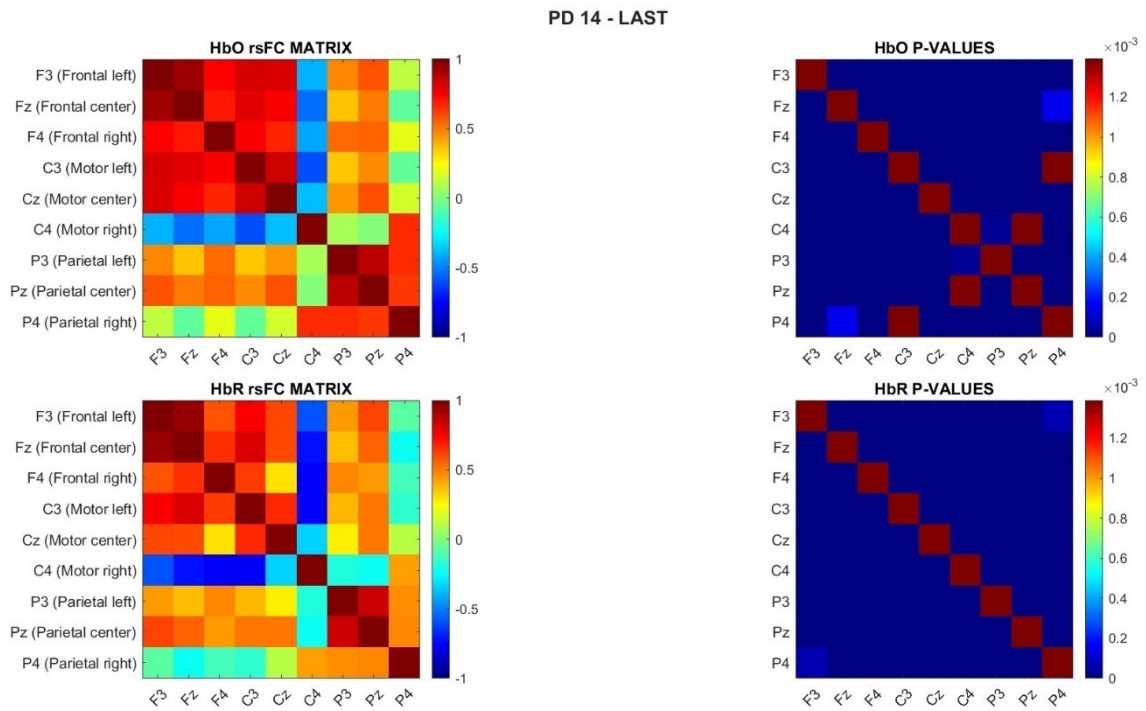 PD 14 - LAST
HbO rsFC MATRIX
F3 (Frontal left)
Fz (Frontal center)
F4 (Frontal right)
C3 (Motor left)
Cz (Motor center)
C4 (Motor right)
P3 (Parietal left)
Pz (Parietal center)
P4 (Parietal right)
F3 Fz F4 C3 Cz C4 P3 Pz P4
1
0.5
0
-0.5
-1
HbO P-VALUES
F3
Fz
F4
C3
Cz
C4
P3
Pz
P4
F3 Fz F4 C3 Cz C4 P3 Pz P4
×10⁻³
1.2
1
0.8
0.6
0.4
0.2
0
HbR rsFC MATRIX
F3 (Frontal left)
Fz (Frontal center)
F4 (Frontal right)
C3 (Motor left)
Cz (Motor center)
C4 (Motor right)
P3 (Parietal left)
Pz (Parietal center)
P4 (Parietal right)
F3 Fz F4 C3 Cz C4 P3 Pz P4
1
0.5
0
-0.5
-1
HbR P-VALUES
F3
Fz
F4
C3
Cz
C4
P3
Pz
P4
F3 Fz F4 C3 Cz C4 P3 Pz P4
×10⁻³
1.2
1
0.8
0.6
0.4
0.2
0